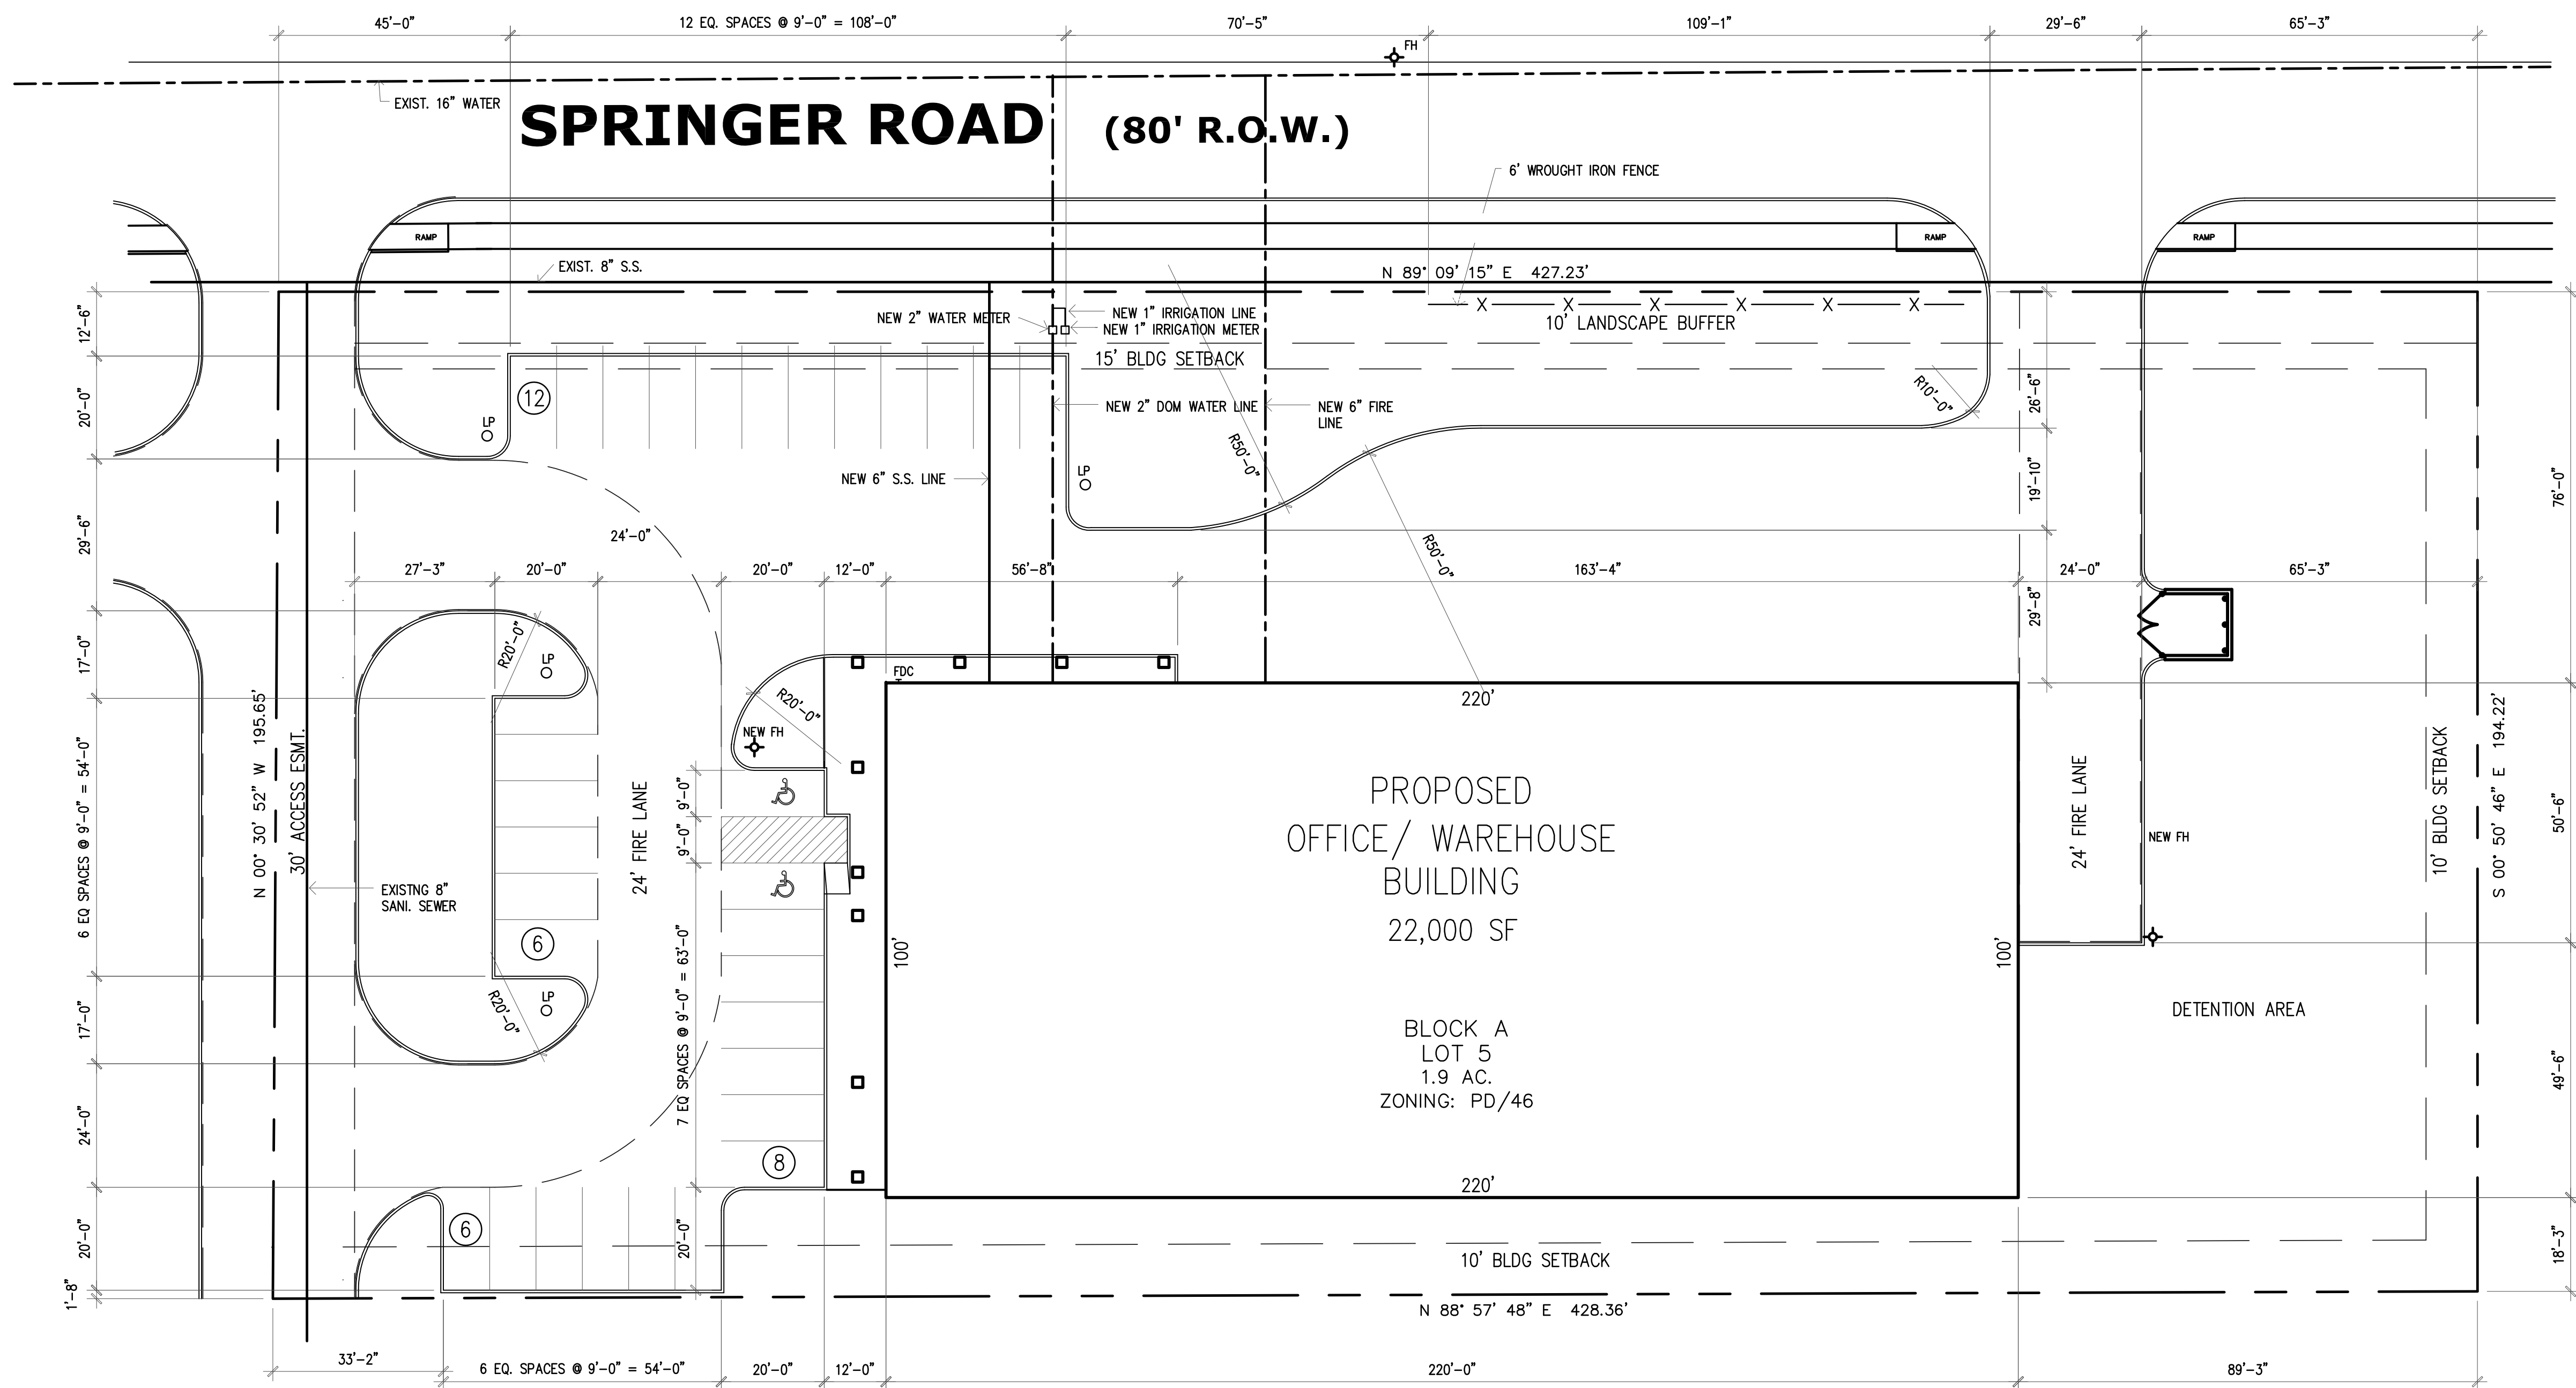 45'-0"
12 EQ. SPACES @ 9'-0" = 108'-0"
70'-5"
109'-1"
29'-6"
65'-3"
FH
EXIST. 16" WATER
SPRINGER ROAD (80' R.O.W.)
6' WROUGHT IRON FENCE
RAMP
RAMP
RAMP
EXIST. 8" S.S.
N 89° 09' 15" E 427.23'
12'-6"
NEW 2" WATER METER
NEW 1" IRRIGATION LINE
NEW 1" IRRIGATION METER
X X X X X X
10' LANDSCAPE BUFFER
15' BLDG SETBACK
20'-0"
12
LP
NEW 2" DOM WATER LINE
NEW 6" FIRE
LINE
R10'-0"
26'-6"
R50'-0"
NEW 6" S.S. LINE
LP
19'-10"
76'-0"
29'-6"
24'-0"
R50'-0"
27'-3"
20'-0"
20'-0"
12'-0"
56'-8"
163'-4"
24'-0"
65'-3"
29'-8"
17'-0"
R20'-0"
LP
FDC
220'
R20'-0"
NEW FH
N 00° 30' 52" W 195.65'
30' ACCESS ESMT.
6 EQ SPACES @ 9'-0" = 54'-0"
24' FIRE LANE
9'-0"
9'-0"
PROPOSED
OFFICE/ WAREHOUSE
BUILDING
22,000 SF
24' FIRE LANE
NEW FH
10' BLDG SETBACK
S 00° 50' 46" E 194.22'
50'-6"
EXISTNG 8"
SANI. SEWER
6
100'
100'
7 EQ SPACES @ 9'-0" = 63'-0"
R20'-0"
LP
17'-0"
DETENTION AREA
BLOCK A
LOT 5
1.9 AC.
ZONING: PD/46
49'-6"
24'-0"
8
220'
6
20'-0"
20'-0"
10' BLDG SETBACK
18'-3"
1'-8"
N 88° 57' 48" E 428.36'
33'-2"
6 EQ. SPACES @ 9'-0" = 54'-0"
20'-0"
12'-0"
220'-0"
89'-3"